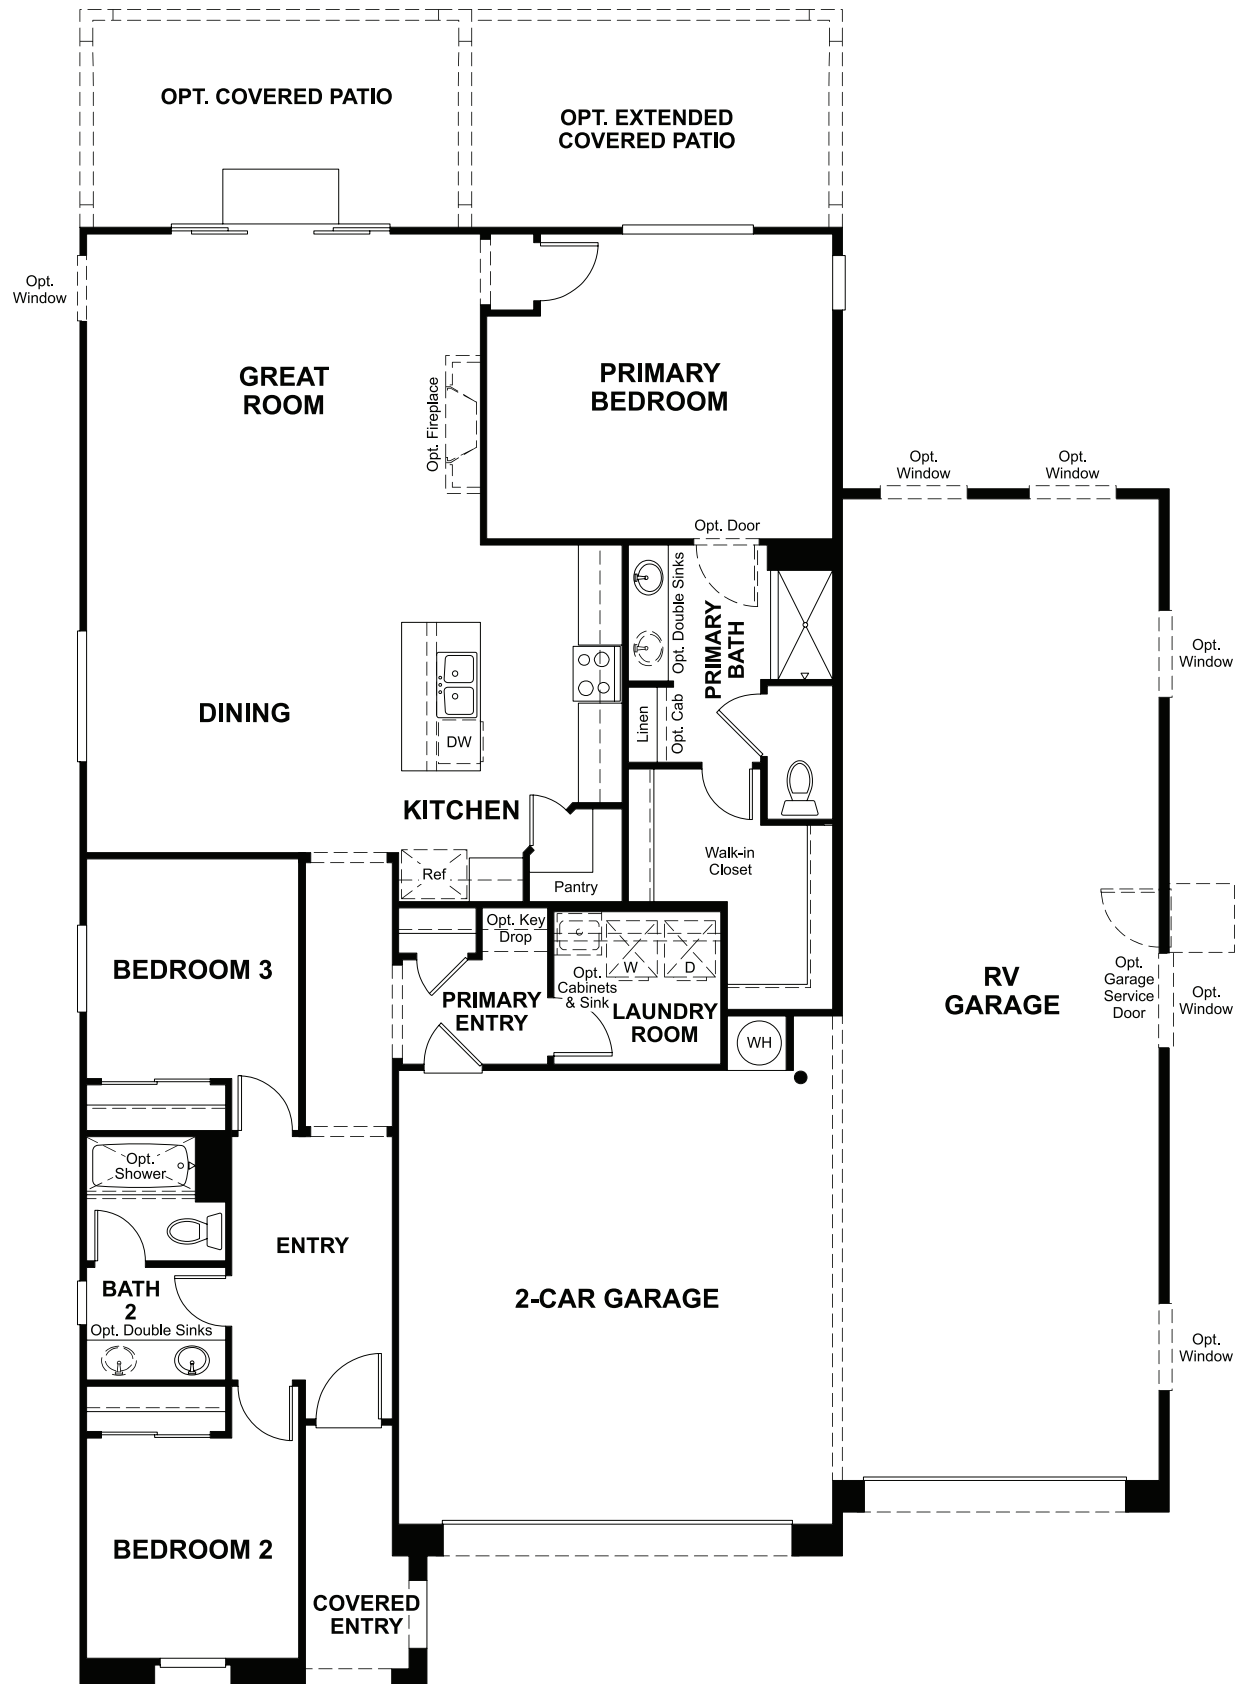 OPT. COVERED PATIO
OPT. EXTENDED
COVERED PATIO
Opt.
Window
GREAT
ROOM
Opt. Fireplace
PRIMARY
BEDROOM
Opt.
Window
Opt.
Window
Opt. Door
Opt. Double Sinks
PRIMARY
BATH
Opt.
Window
DINING
DW
Linen
Opt. Cab
KITCHEN
Ref
Pantry
Walk-in
Closet
Opt. Key
Drop
BEDROOM 3
PRIMARY
ENTRY
Opt.
Cabinets
& Sink
W
D
LAUNDRY
ROOM
RV
GARAGE
Opt.
Garage
Service
Door
Opt.
Window
WH
Opt.
Shower
ENTRY
BATH
2
Opt. Double Sinks
2-CAR GARAGE
Opt.
Window
BEDROOM 2
COVERED
ENTRY